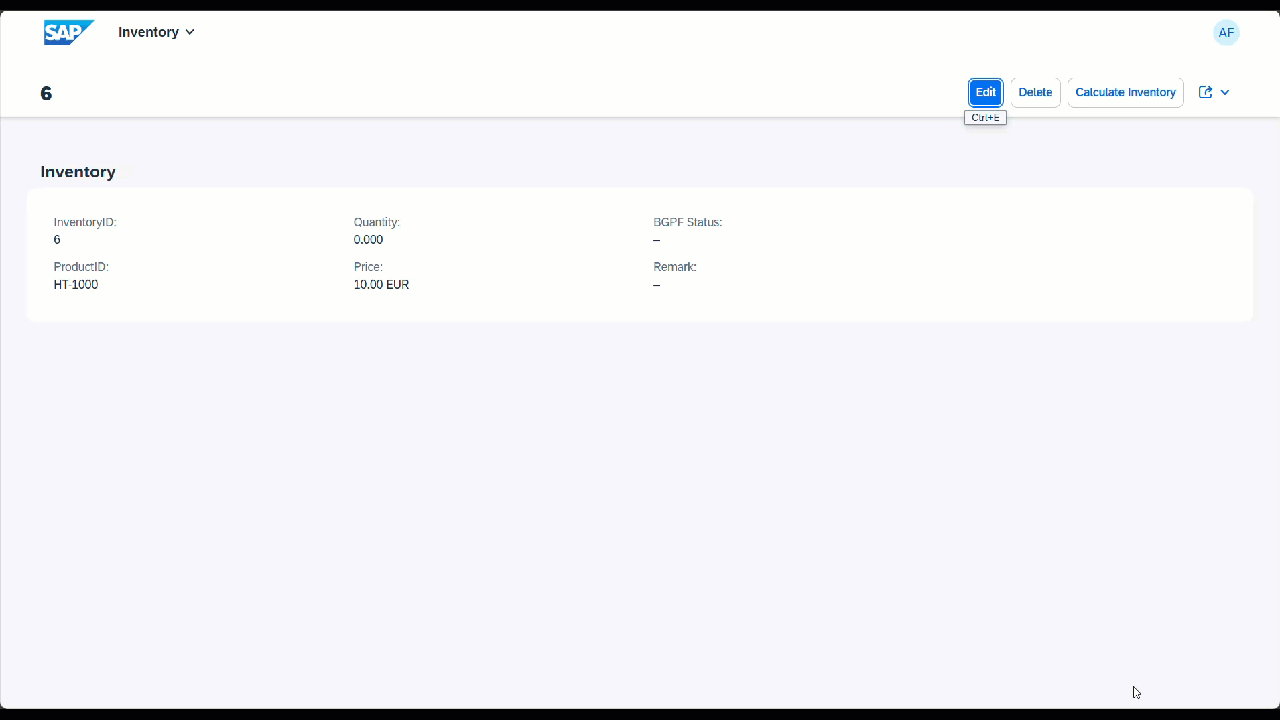 SAP Inventory AF
6 Edit Delete Calculate Inventory
Ctrl+E
Inventory
InventoryID: Quantity: BGPF Status:
6 0.000 –
ProductID: Price: Remark:
HT-1000 10.00 EUR –